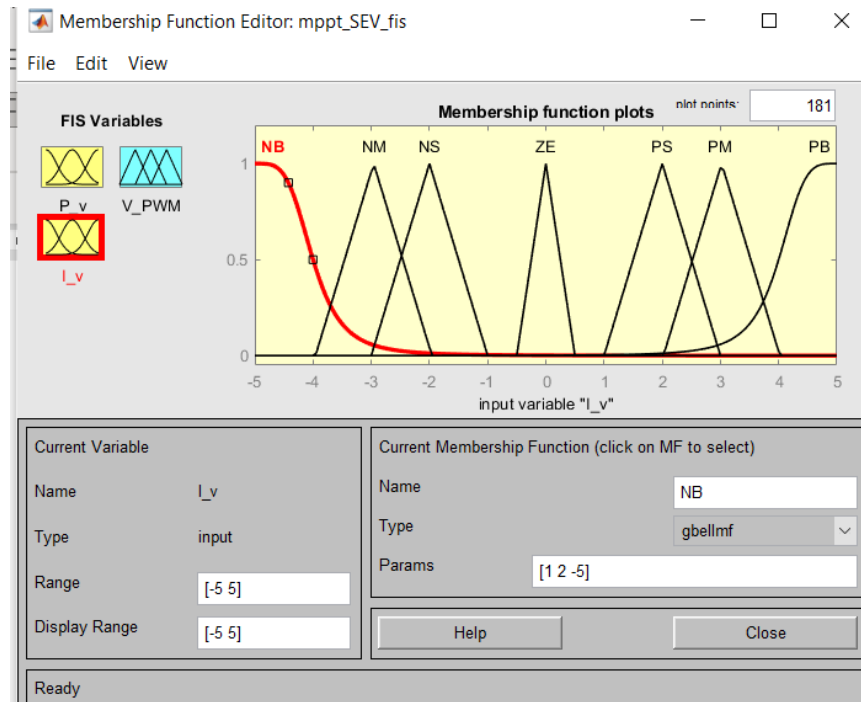 Membership Function Editor: mppt_SEV_fis
File Edit View
FIS Variables
Membership function plots
plot points:
181
P_v
V_PWM
I_v
NB NM NS ZE PS PM PB
1
0.5
0
-5 -4 -3 -2 -1 0 1 2 3 4 5
input variable "I_v"
Current Variable
Name
I_v
Type
input
Range
[-5 5]
Display Range
[-5 5]
Current Membership Function (click on MF to select)
Name
NB
Type
gbellmf
Params
[1 2 -5]
Help
Close
Ready